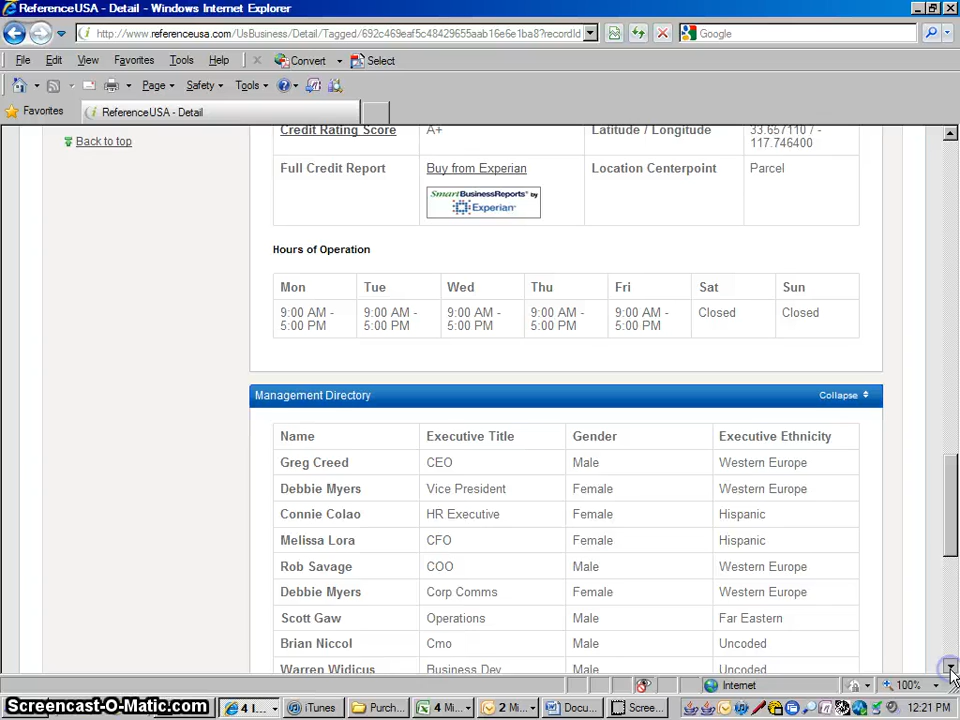 ReferenceUSA - Detail - Windows Internet Explorer
http://www.referenceusa.com/UsBusiness/Detail/Tagged/692c469eaf5c48429655aab16e6e1ba8?recordId
Google
File Edit View Favorites Tools Help Convert Select
Page Safety Tools
Favorites ReferenceUSA - Detail
Back to top
Credit Rating Score A+ Latitude / Longitude 33.657110 / -
117.746400
Full Credit Report Buy from Experian Location Centerpoint Parcel
SmartBusinessReports by
Experian
Hours of Operation
Mon Tue Wed Thu Fri Sat Sun
9:00 AM - 9:00 AM - 9:00 AM - 9:00 AM - 9:00 AM - Closed Closed
5:00 PM 5:00 PM 5:00 PM 5:00 PM 5:00 PM
Management Directory Collapse
Name Executive Title Gender Executive Ethnicity
Greg Creed CEO Male Western Europe
Debbie Myers Vice President Female Western Europe
Connie Colao HR Executive Female Hispanic
Melissa Lora CFO Female Hispanic
Rob Savage COO Male Western Europe
Debbie Myers Corp Comms Female Western Europe
Scott Gaw Operations Male Far Eastern
Brian Niccol Cmo Male Uncoded
Warren Widicus Business Dev Male Uncoded
Internet 100%
Screencast-O-Matic.com 4 I... iTunes Purch... 4 Mi... 2 Mi... Docu... Scree... 12:21 PM